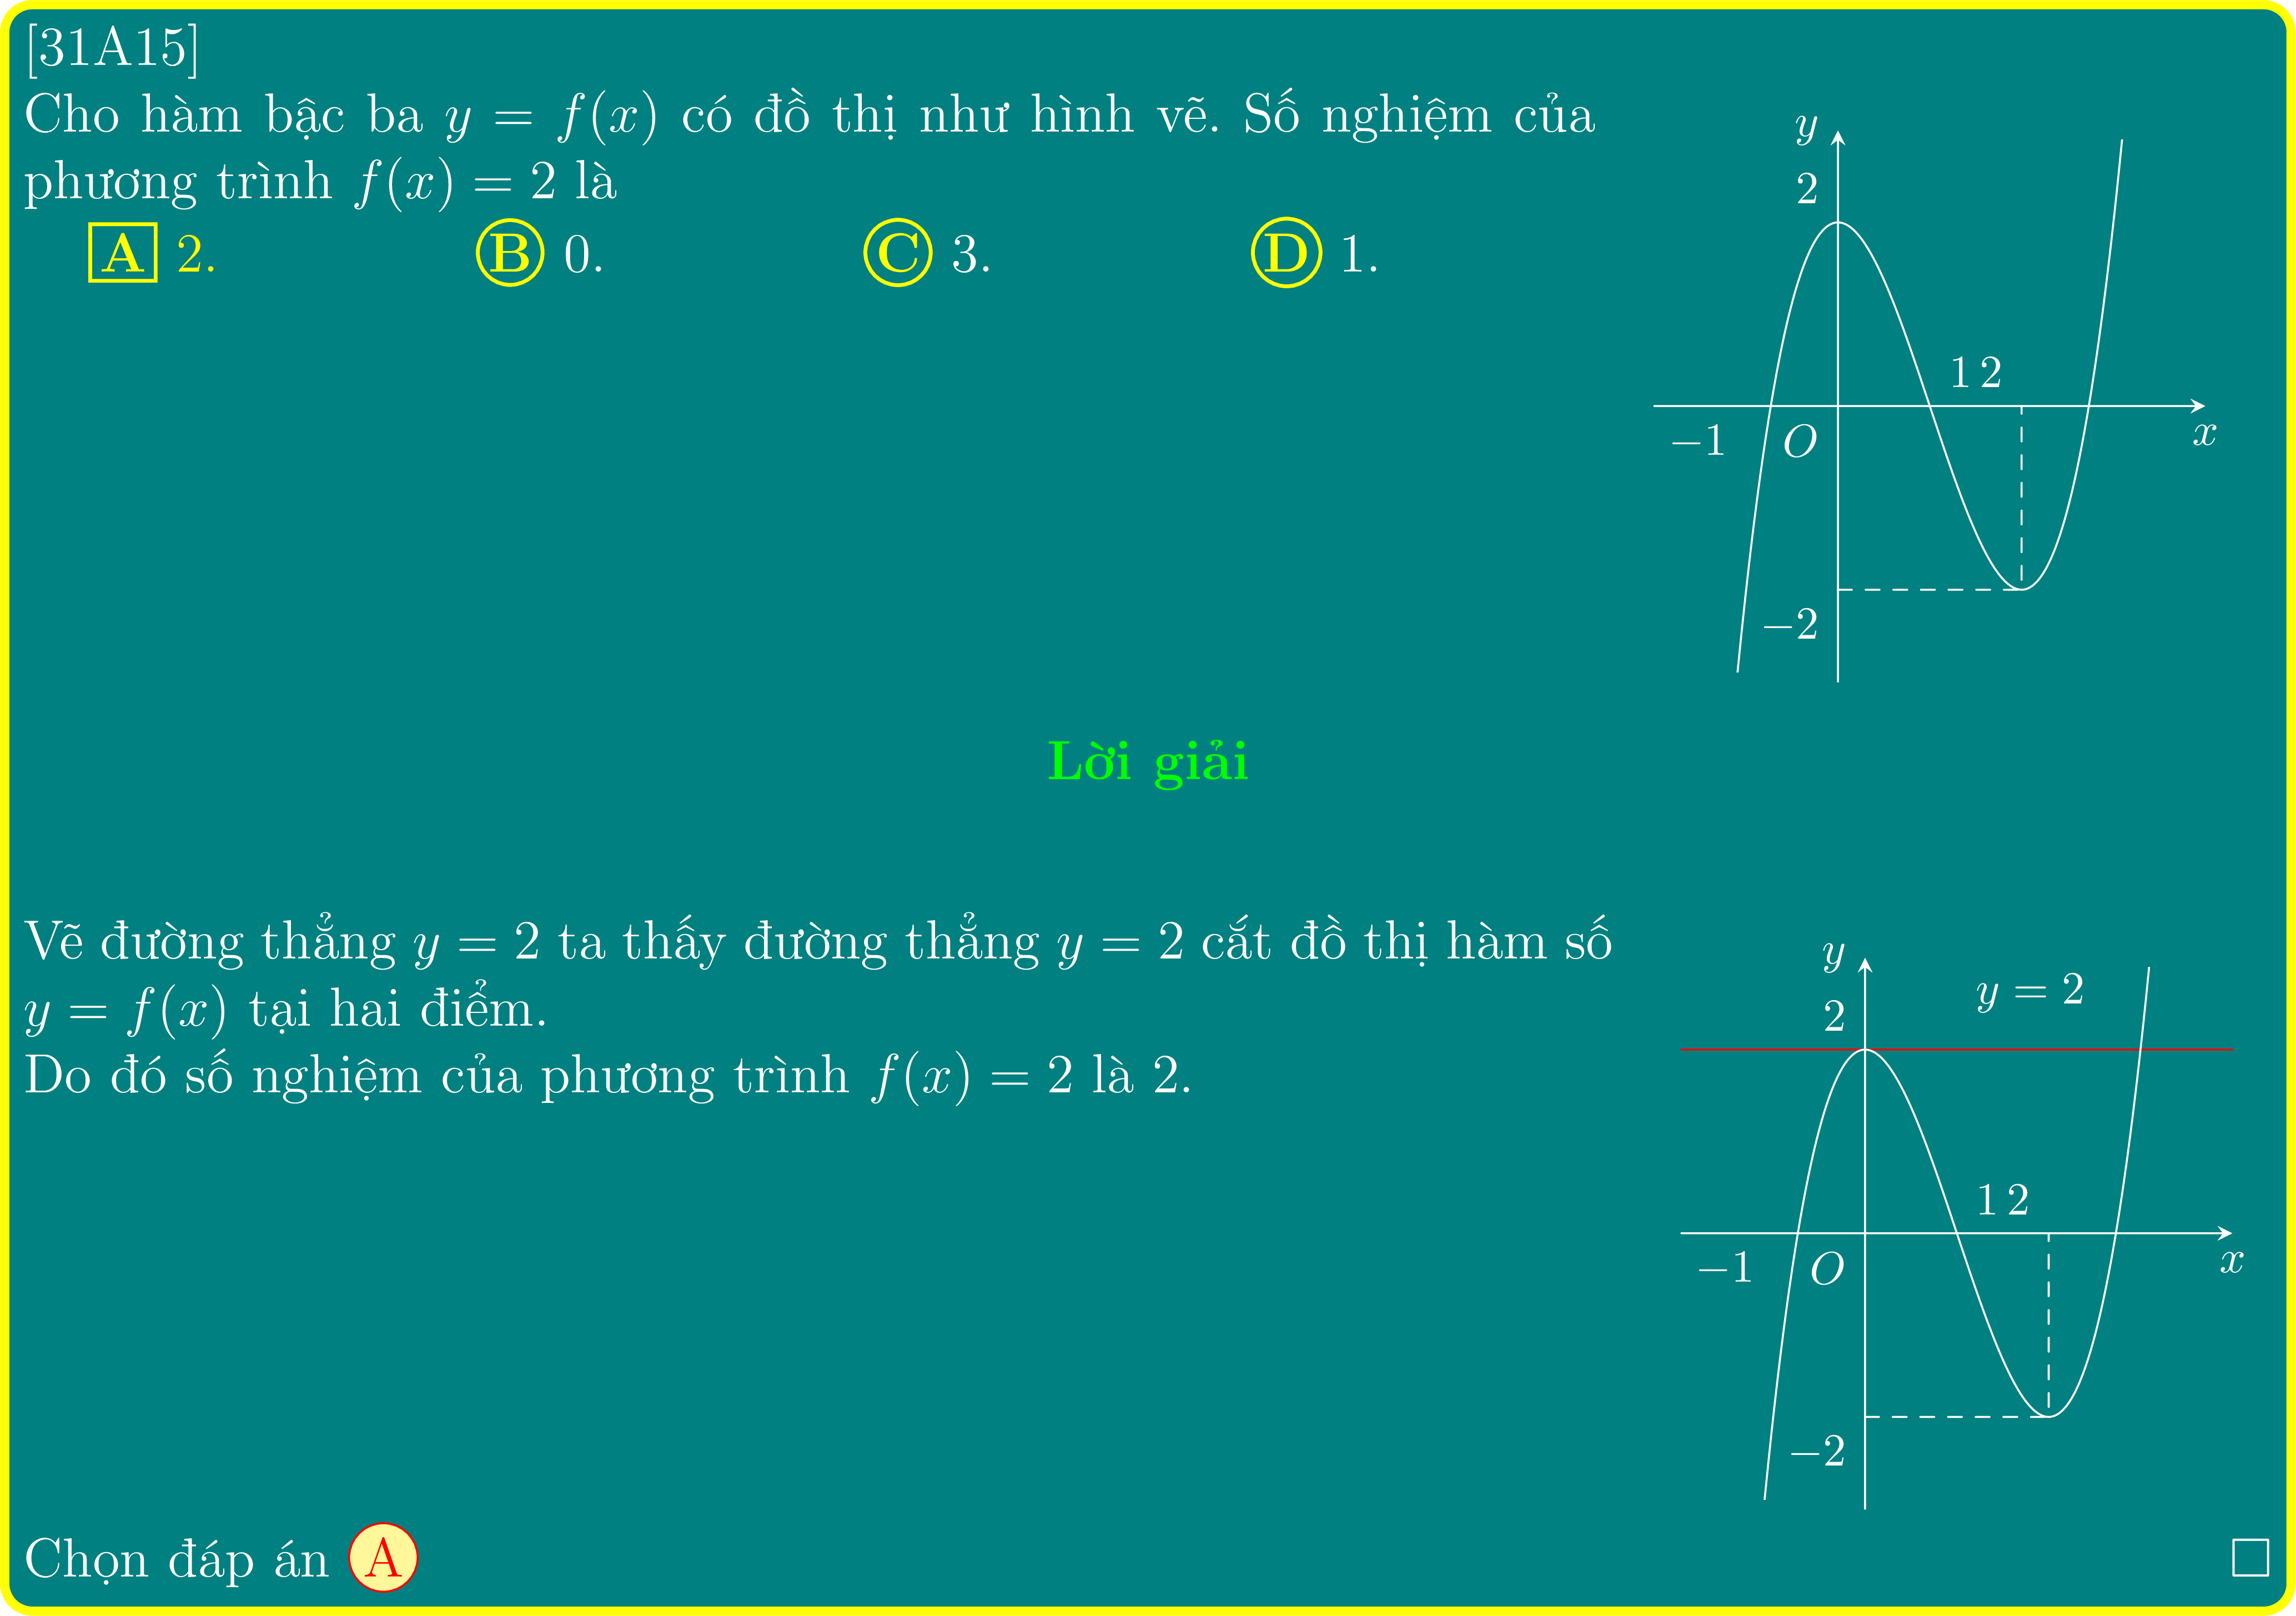 [31A15]
Cho hàm bậc ba y = f(x) có đồ thị như hình vẽ. Số nghiệm của
phương trình f(x) = 2 là
A 2. B 0. C 3. D 1.
y
2
1 2
−1 O x
−2
Lời giải
Vẽ đường thẳng y = 2 ta thấy đường thẳng y = 2 cắt đồ thị hàm số
y = f(x) tại hai điểm.
Do đó số nghiệm của phương trình f(x) = 2 là 2.
y
y = 2
2
1 2
−1 O x
−2
Chọn đáp án A □